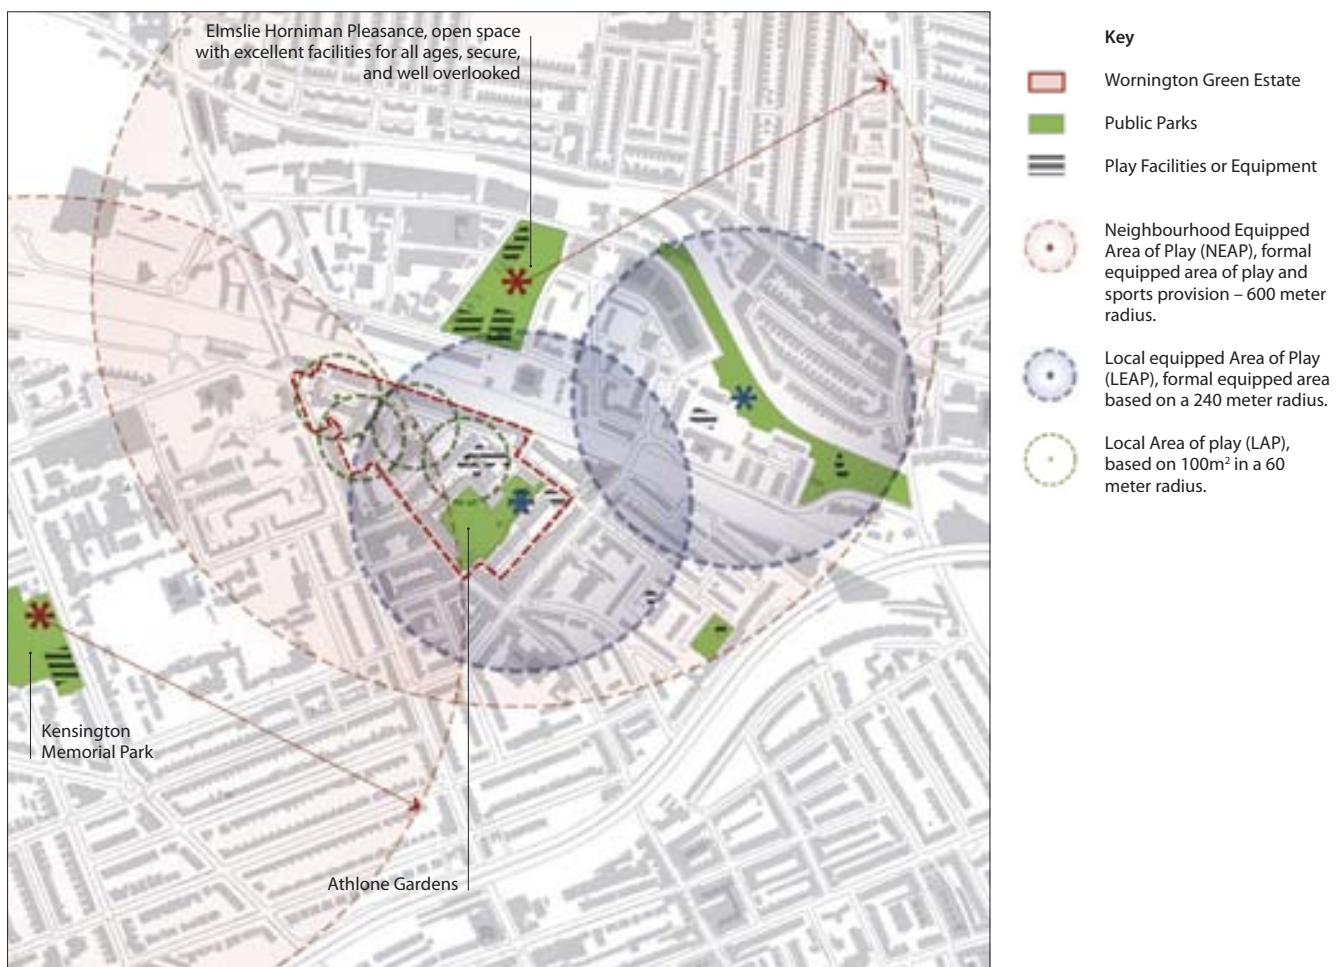 Elmslie Horniman Pleasance, open space
with excellent facilities for all ages, secure,
and well overlooked
Kensington
Memorial Park
Athlone Gardens
Key
Wornington Green Estate
Public Parks
Play Facilities or Equipment
Neighbourhood Equipped
Area of Play (NEAP), formal
equipped area of play and
sports provision – 600 meter
radius.
Local equipped Area of Play
(LEAP), formal equipped area
based on a 240 meter radius.
Local Area of play (LAP),
based on 100m² in a 60
meter radius.